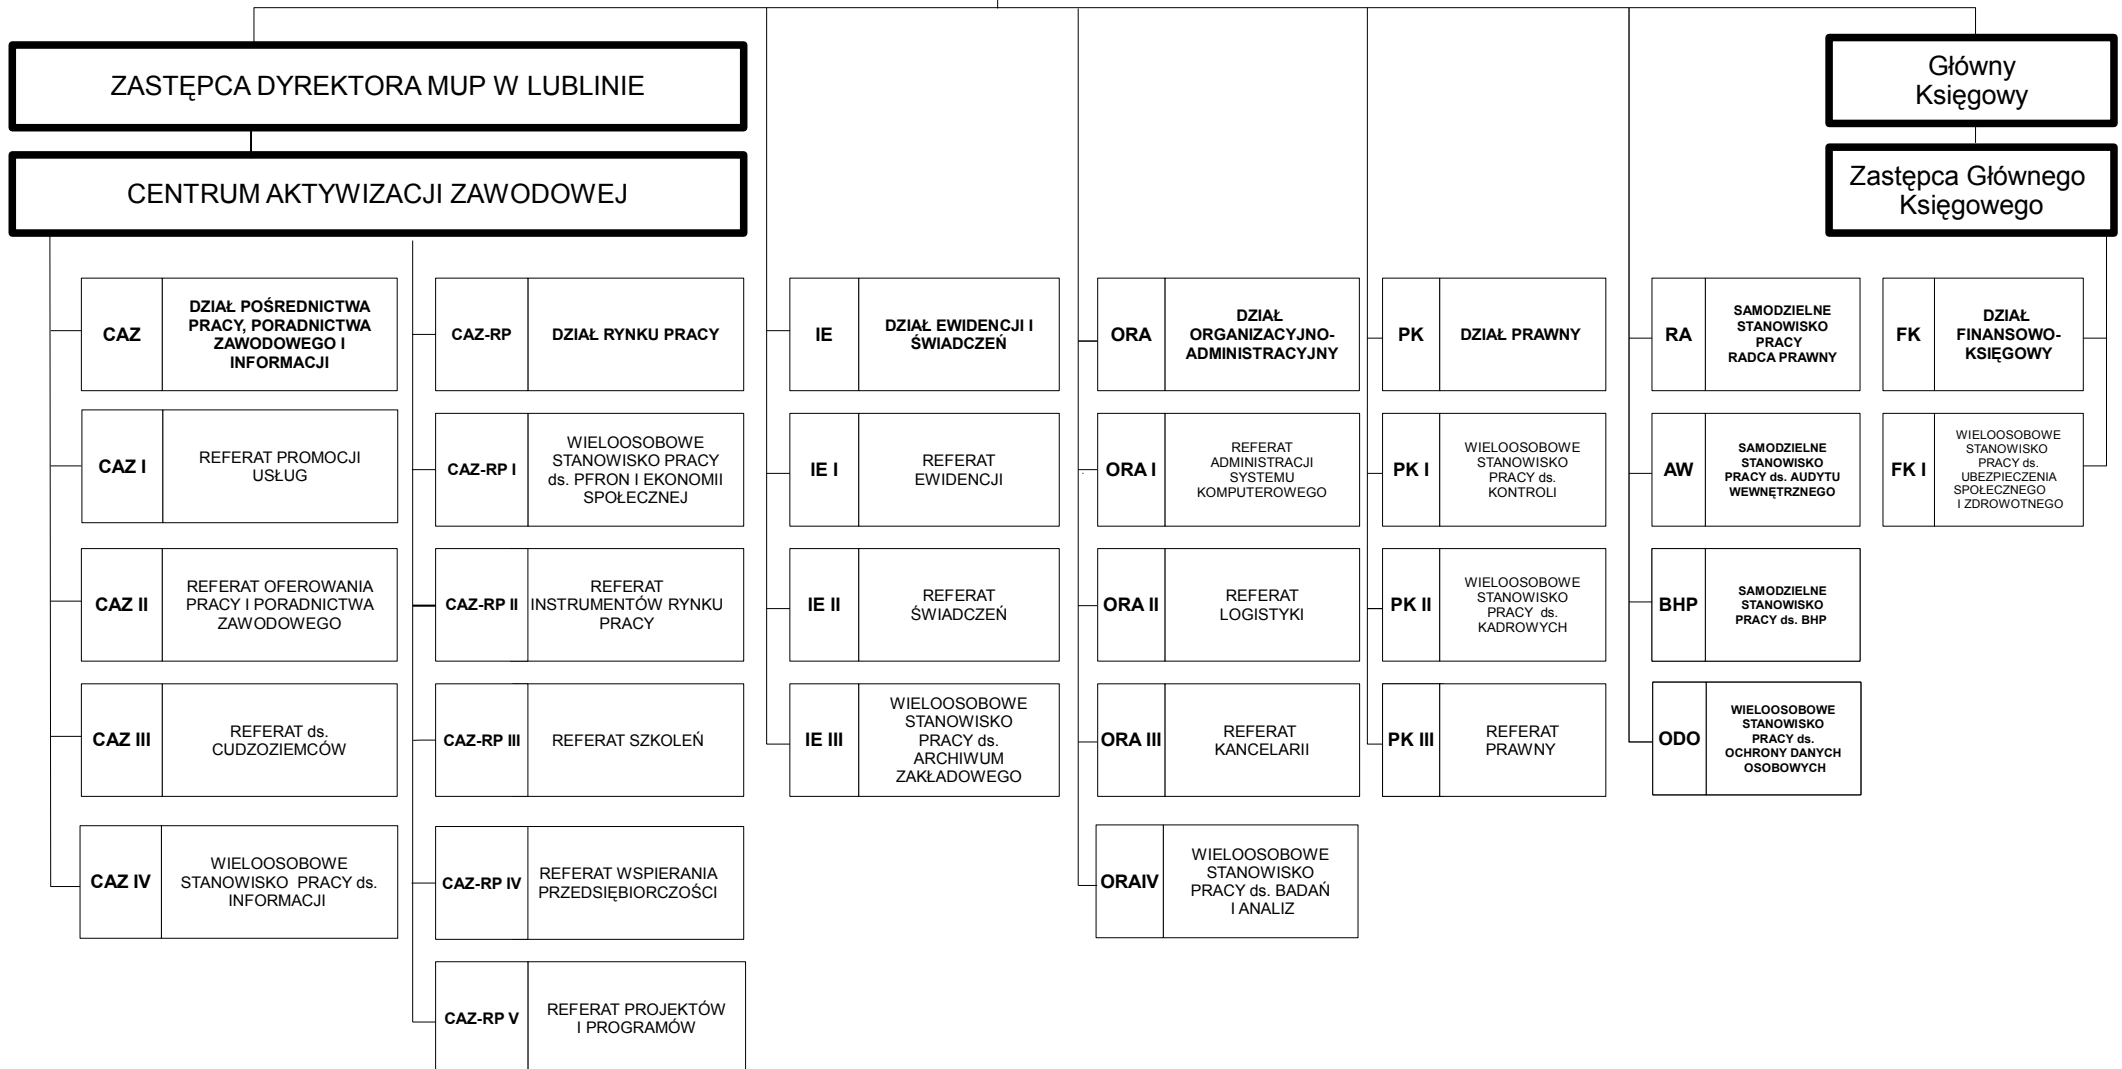 ZASTĘPCA DYREKTORA MUP W LUBLINIE
CENTRUM AKTYWIZACJI ZAWODOWEJ
Główny
Księgowy
Zastępca Głównego
Księgowego
CAZ
DZIAŁ POŚREDNICTWA
PRACY, PORADNICTWA
ZAWODOWEGO I
INFORMACJI
CAZ I
REFERAT PROMOCJI
USŁUG
CAZ II
REFERAT OFEROWANIA
PRACY I PORADNICTWA
ZAWODOWEGO
CAZ III
REFERAT ds.
CUDZOZIEMCÓW
CAZ IV
WIELOOSOBOWE
STANOWISKO PRACY ds.
INFORMACJI
CAZ-RP
DZIAŁ RYNKU PRACY
CAZ-RP I
WIELOOSOBOWE
STANOWISKO PRACY
ds. PFRON I EKONOMII
SPOŁECZNEJ
CAZ-RP II
REFERAT
INSTRUMENTÓW RYNKU
PRACY
CAZ-RP III
REFERAT SZKOLEŃ
CAZ-RP IV
REFERAT WSPIERANIA
PRZEDSIĘBIORCZOŚCI
CAZ-RP V
REFERAT PROJEKTÓW
I PROGRAMÓW
IE
DZIAŁ EWIDENCJI I
ŚWIADCZEŃ
IE I
REFERAT
EWIDENCJI
IE II
REFERAT
ŚWIADCZEŃ
IE III
WIELOOSOBOWE
STANOWISKO
PRACY ds.
ARCHIWUM
ZAKŁADOWEGO
ORA
DZIAŁ
ORGANIZACYJNO-
ADMINISTRACYJNY
ORA I
REFERAT
ADMINISTRACJI
SYSTEMU
KOMPUTEROWEGO
ORA II
REFERAT
LOGISTYKI
ORA III
REFERAT
KANCELARII
ORAIV
WIELOOSOBOWE
STANOWISKO
PRACY ds. BADAŃ
I ANALIZ
PK
DZIAŁ PRAWNY
PK I
WIELOOSOBOWE
STANOWISKO
PRACY ds.
KONTROLI
PK II
WIELOOSOBOWE
STANOWISKO
PRACY ds.
KADROWYCH
PK III
REFERAT
PRAWNY
RA
SAMODZIELNE
STANOWISKO
PRACY
RADCA PRAWNY
AW
SAMODZIELNE
STANOWISKO
PRACY ds. AUDYTU
WEWNĘTRZNEGO
BHP
SAMODZIELNE
STANOWISKO
PRACY ds. BHP
ODO
WIELOOSOBOWE
STANOWISKO
PRACY ds.
OCHRONY DANYCH
OSOBOWYCH
FK
DZIAŁ
FINANSOWO-
KSIĘGOWY
FK I
WIELOOSOBOWE
STANOWISKO
PRACY ds.
UBEZPIECZENIA
SPOŁECZNEGO
I ZDROWOTNEGO